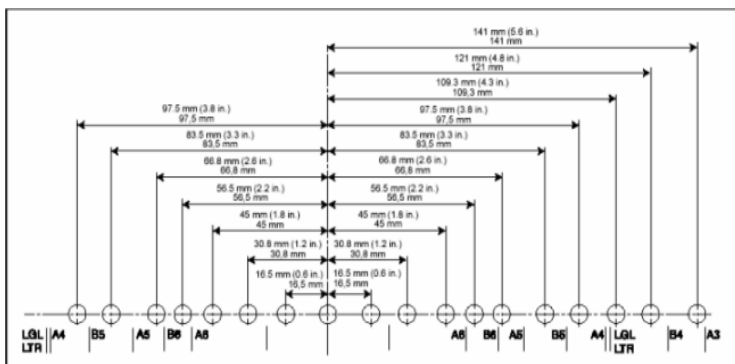 141 mm (5.6 in.)
141 mm
121 mm (4.8 in.)
121 mm
109.3 mm (4.3 in.)
109,3 mm
97.5 mm (3.8 in.)
97,5 mm
97.5 mm (3.8 in.)
97,5 mm
83.5 mm (3.3 in.)
83,5 mm
83.5 mm (3.3 in.)
83,5 mm
66.8 mm (2.6 in.)
66,8 mm
66.8 mm (2.6 in.)
66,8 mm
56.5 mm (2.2 in.)
56,5 mm
56.5 mm (2.2 in.)
56,5 mm
45 mm (1.8 in.)
45 mm
45 mm (1.8 in.)
45 mm
30.8 mm (1.2 in.)
30,8 mm
30.8 mm (1.2 in.)
30,8 mm
16.5 mm (0.6 in.)
16,5 mm
16.5 mm (0.6 in.)
16,5 mm
LGL A4 B5 A5 B6 A6 A6 B6 A5 B5 A4 LGL B4 A3
LTR LTR